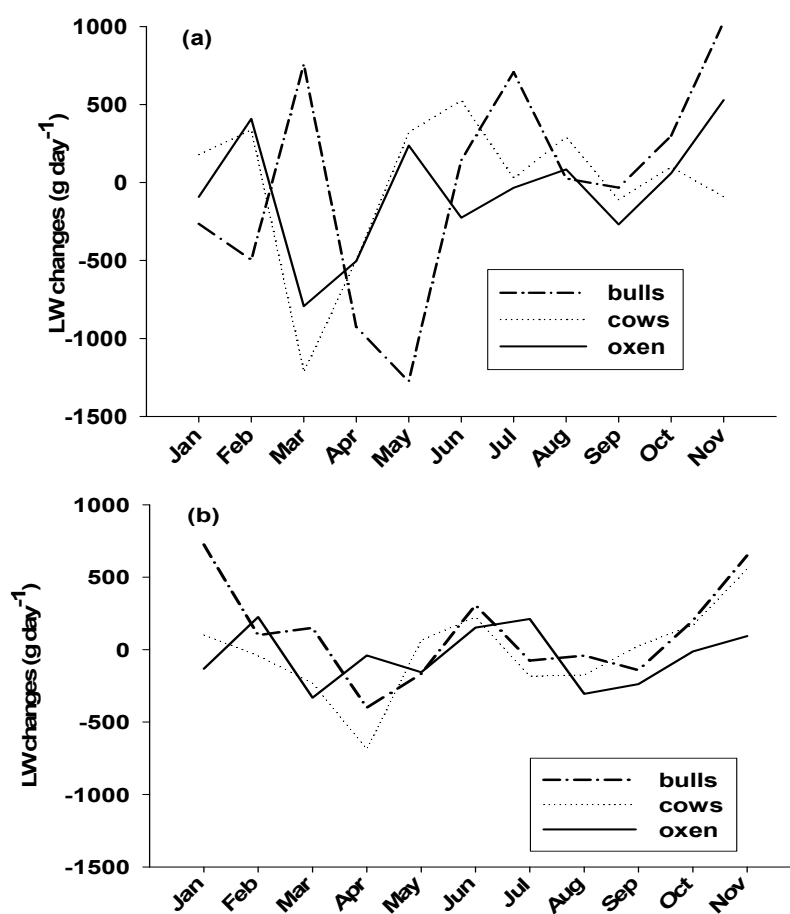 (a)
LW changes (g day-1)
1000
500
0
-500
-1000
-1500
bulls
cows
oxen
Jan
Feb
Mar
Apr
May
Jun
Jul
Aug
Sep
Oct
Nov
(b)
LW changes (g day-1)
1000
500
0
-500
-1000
-1500
bulls
cows
oxen
Jan
Feb
Mar
Apr
May
Jun
Jul
Aug
Sep
Oct
Nov